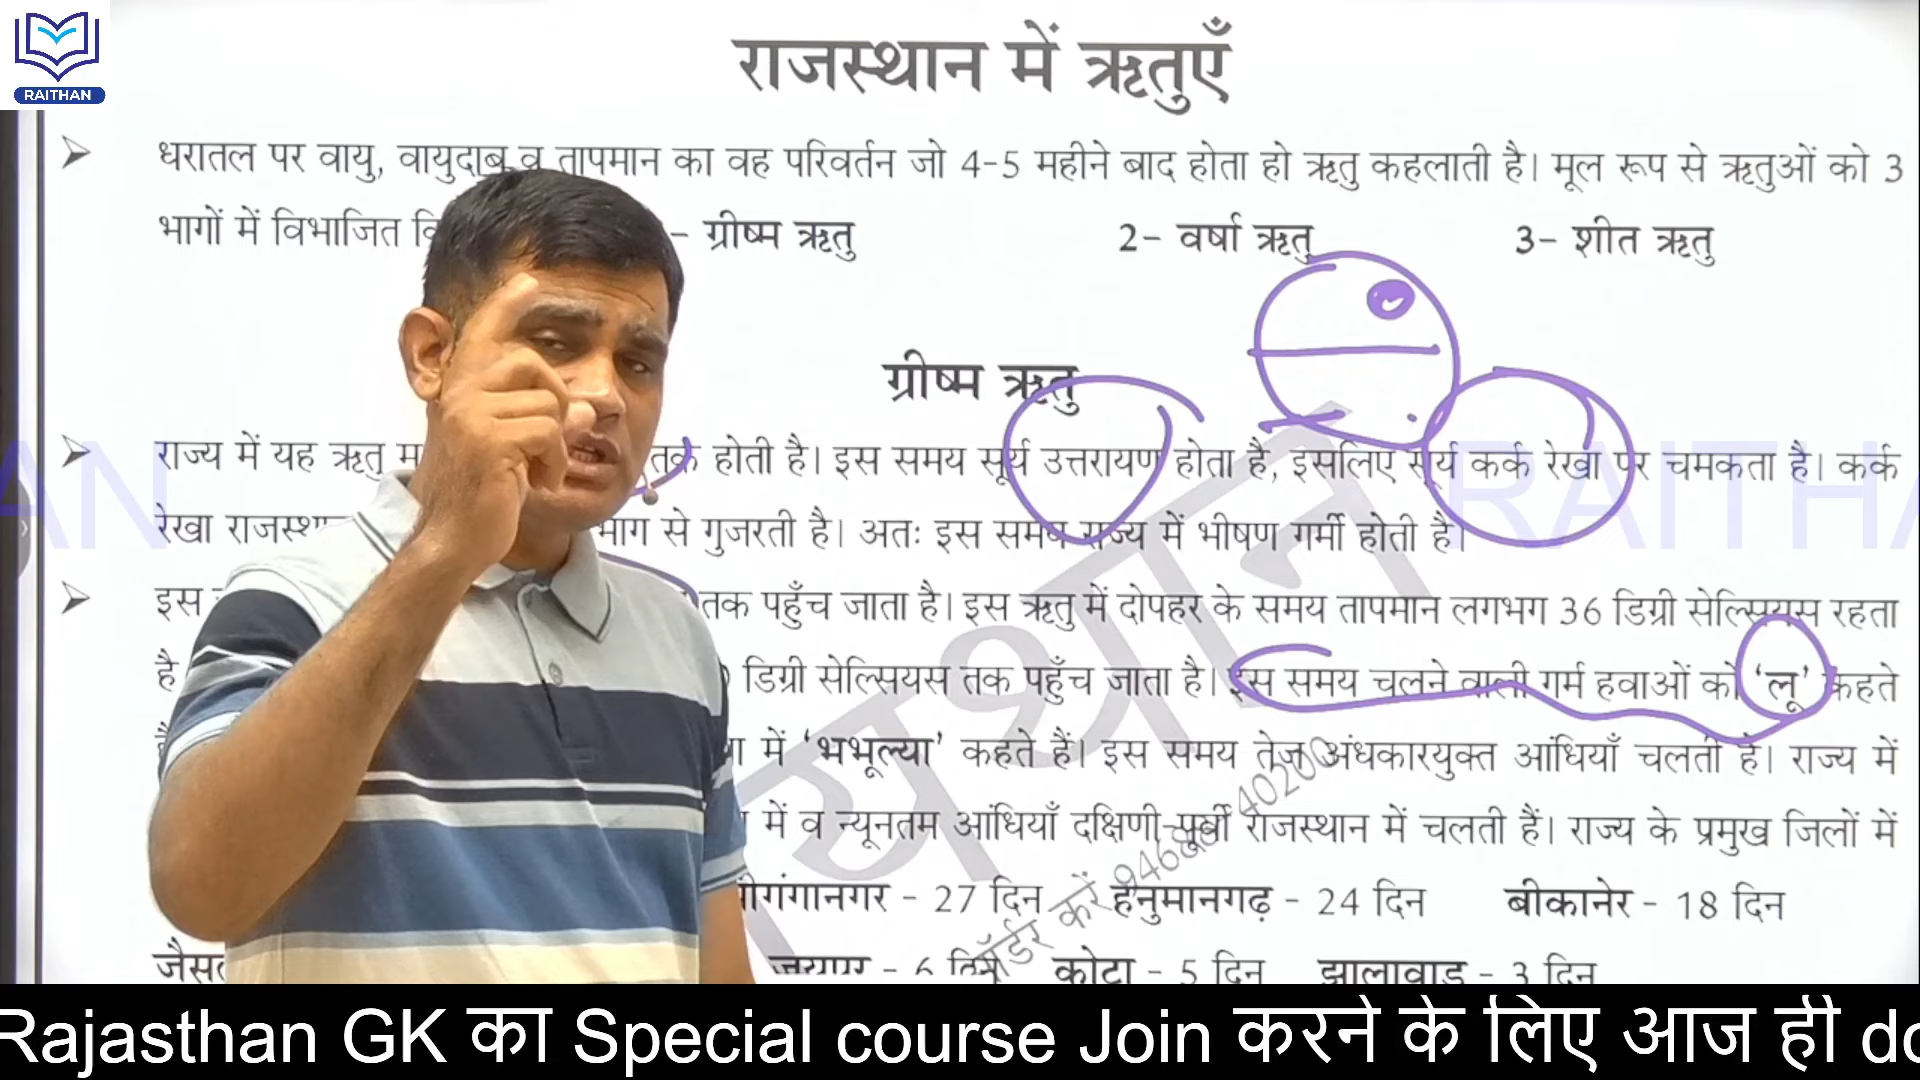 RAITHAN
राजस्थान में ऋतुएँ
धरातल पर वायु, वायुदाब व तापमान का वह परिवर्तन जो 4-5 महीने बाद होता हो ऋतु कहलाती है। मूल रूप से ऋतुओं को 3
भागों में विभाजित - ग्रीष्म ऋतु 2- वर्षा ऋतु 3- शीत ऋतु
ग्रीष्म ऋतु
राज्य में यह ऋतु तक होती है। इस समय सूर्य उत्तरायण होता है, इसलिए सूर्य कर्क रेखा पर चमकता है। कर्क
रेखा भाग से गुजरती है। अतः इस समय राज्य में भीषण गर्मी होती है।
इस तक पहुँच जाता है। इस ऋतु में दोपहर के समय तापमान लगभग 36 डिग्री सेल्सियस रहता
है डिग्री सेल्सियस तक पहुँच जाता है। इस समय चलने वाली गर्म हवाओं को 'लू' कहते
में 'भभूल्या' कहते हैं। इस समय तेज अंधकारयुक्त आंधियाँ चलती है। राज्य में
में व न्यूनतम आंधियाँ दक्षिणी-पूर्वी राजस्थान में चलती हैं। राज्य के प्रमुख जिलों में
- 27 दिन हनुमानगढ़ - 24 दिन बीकानेर - 18 दिन
- 6 दिन कोटा - 5 दिन झालावाड़ - 3 दिन
Rajasthan GK का Special course Join करने के लिए आज ही